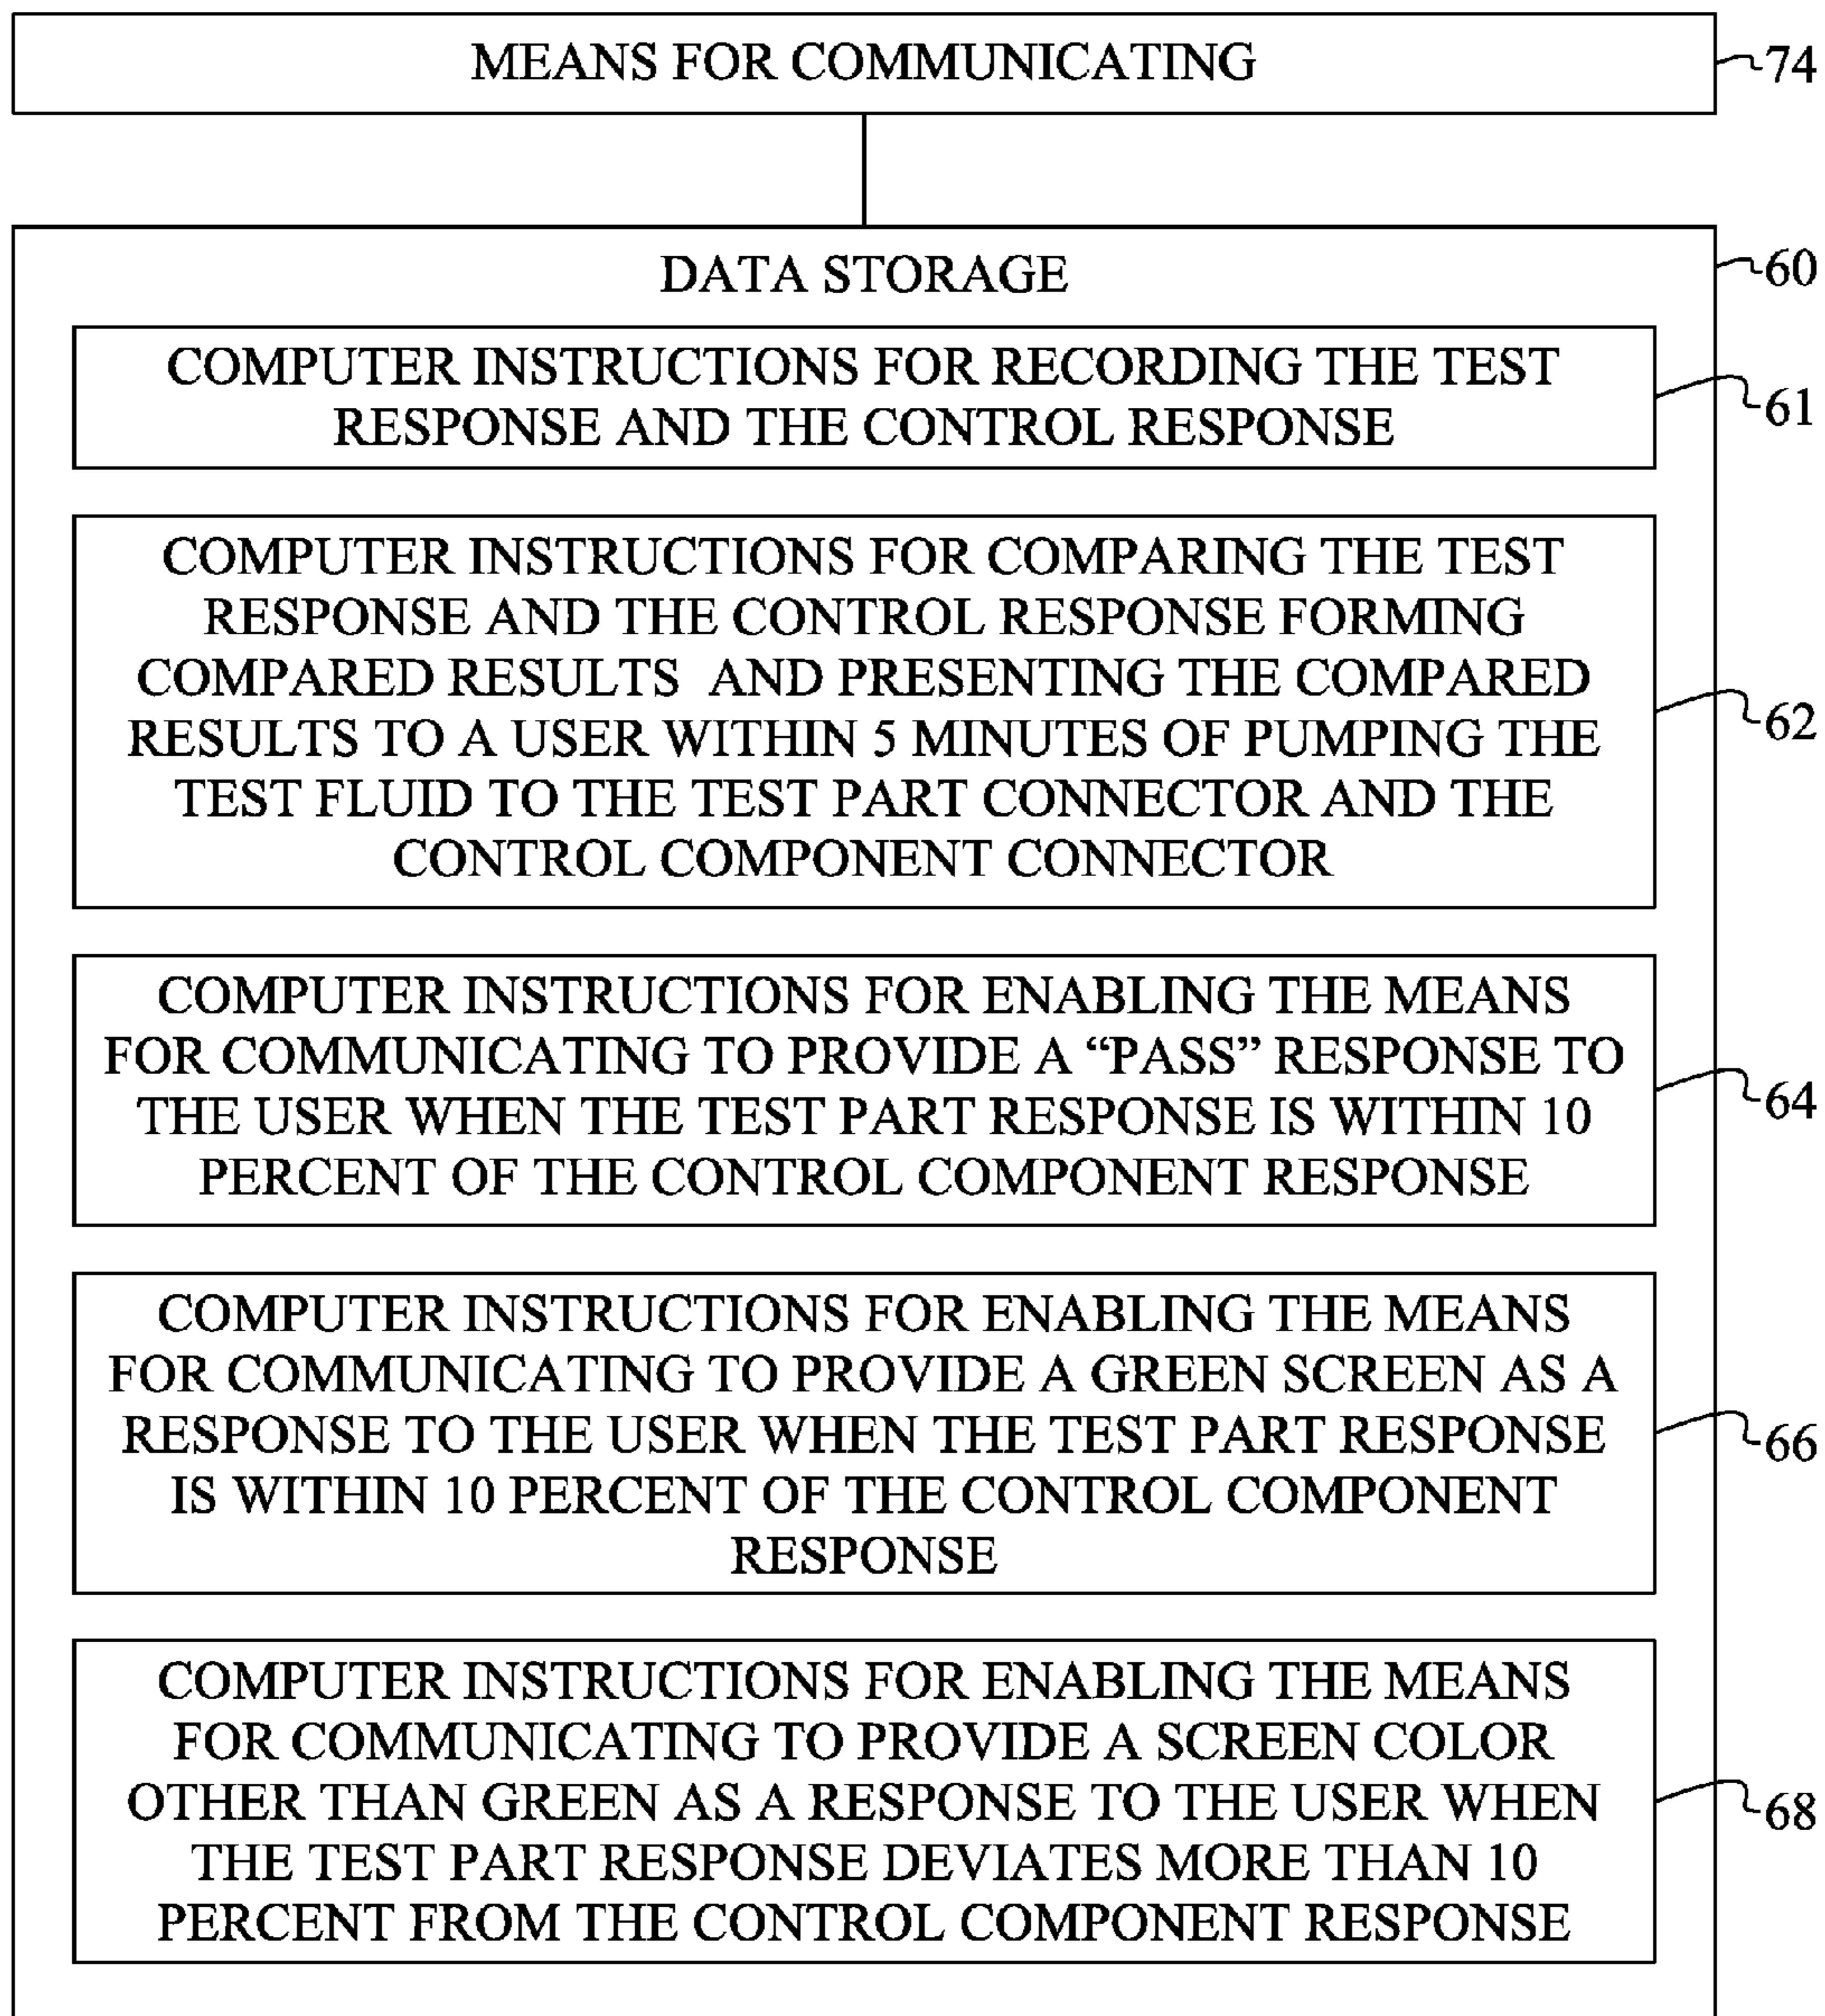 MEANS FOR COMMUNICATING
74
DATA STORAGE
60
COMPUTER INSTRUCTIONS FOR RECORDING THE TEST
RESPONSE AND THE CONTROL RESPONSE
61
COMPUTER INSTRUCTIONS FOR COMPARING THE TEST
RESPONSE AND THE CONTROL RESPONSE FORMING
COMPARED RESULTS AND PRESENTING THE COMPARED
RESULTS TO A USER WITHIN 5 MINUTES OF PUMPING THE
TEST FLUID TO THE TEST PART CONNECTOR AND THE
CONTROL COMPONENT CONNECTOR
62
COMPUTER INSTRUCTIONS FOR ENABLING THE MEANS
FOR COMMUNICATING TO PROVIDE A “PASS” RESPONSE TO
THE USER WHEN THE TEST PART RESPONSE IS WITHIN 10
PERCENT OF THE CONTROL COMPONENT RESPONSE
64
COMPUTER INSTRUCTIONS FOR ENABLING THE MEANS
FOR COMMUNICATING TO PROVIDE A GREEN SCREEN AS A
RESPONSE TO THE USER WHEN THE TEST PART RESPONSE
IS WITHIN 10 PERCENT OF THE CONTROL COMPONENT
RESPONSE
66
COMPUTER INSTRUCTIONS FOR ENABLING THE MEANS
FOR COMMUNICATING TO PROVIDE A SCREEN COLOR
OTHER THAN GREEN AS A RESPONSE TO THE USER WHEN
THE TEST PART RESPONSE DEVIATES MORE THAN 10
PERCENT FROM THE CONTROL COMPONENT RESPONSE
68